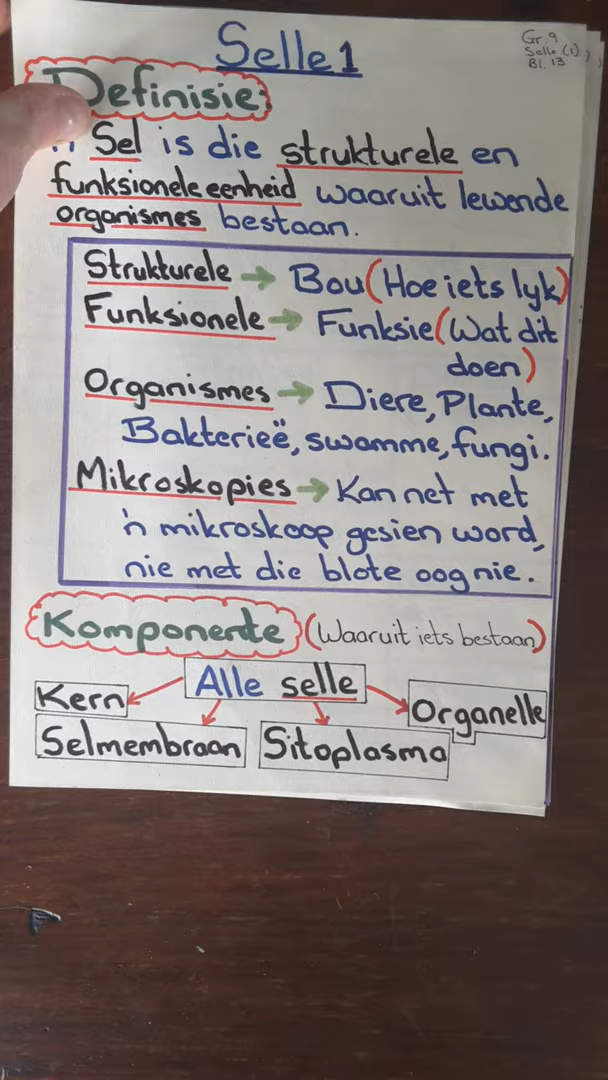 Selle 1
Gr. 9
Selle (1)
Bl. 13
Definisie:
'n Sel is die strukturele en
funksionele eenheid waaruit lewende
organismes bestaan.
Strukturele → Bou (Hoe iets lyk)
Funksionele → Funksie (Wat dit
doen)
Organismes → Diere, Plante,
Bakterieë, swamme, fungi.
Mikroskopies → Kan net met
'n mikroskoop gesien word,
nie met die blote oog nie.
Komponente (Waaruit iets bestaan)
Alle selle
Kern
Organelle
Selmembraan
Sitoplasma